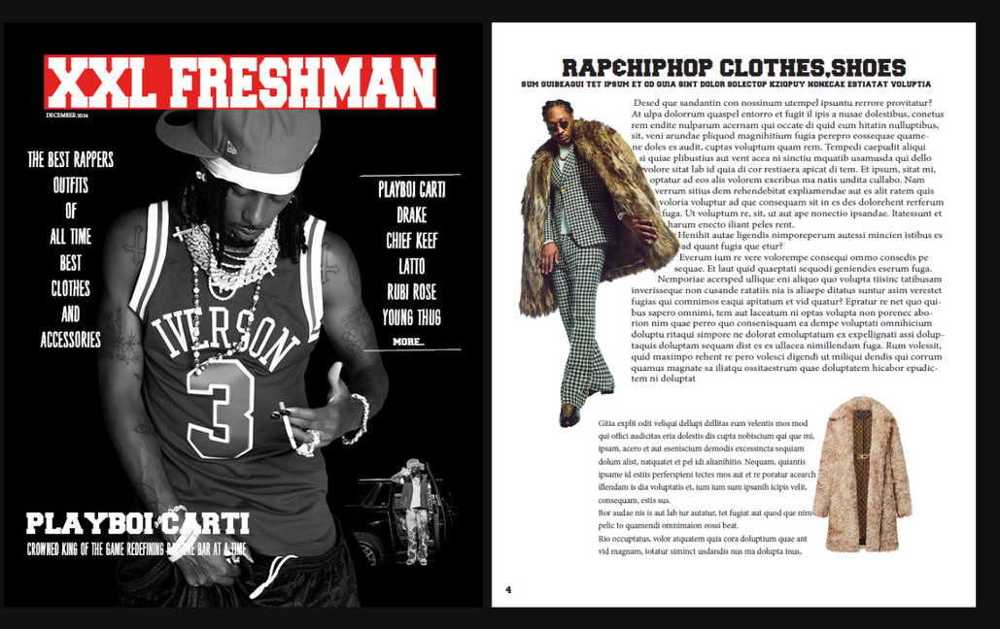 XXL FRESHMAN
DECEMBER 2024
THE BEST RAPPERS
OUTFITS
OF
ALL TIME
BEST
CLOTHES
AND
ACCESSORIES
PLAYBOI CARTI
DRAKE
CHIEF KEEF
LATTO
RUBI ROSE
YOUNG THUG
MORE..
IVERSON
3
PLAYBOI CARTI
CROWNED KING OF THE GAME REDEFINING THE BAR AT A TIME
RAP&HIPHOP CLOTHES,SHOES
SUM QUIBEAQUI TET IPSUM ET OD QUIA SINT DOLOR SOLECTOP KZIOPUY NONECAE ESTIATAT VOLUPTIA
Desed que sandantin con nossinum utempel ipsuntu rerrore provitatur?
At ulpa dolorrum quaspel entorro et fugit il ipis a nusae dolestibus, conetus
rem endite nulparum acernam qui occate di quid eum hitatin nulluptibus,
sit, veni arundae pliquod magnihitium fugia perepro eossequae quame-
ne doles es audit, cuptas voluptum quam rem. Tempedi caepudit aliqui
si quiae plibustius aut vent acea ni sinctiu mquatib usamusda qui dello
volore sitat lab id quia di cor restiaera apicat di tem. Et ipsum, sitat mi,
optatur ad eos alis volorem exeribus ma natis undita cullabo. Nam
verrum sitius dem rehendebitat expliamendae aut es alit ratem quis
voloria voluptur ad que consequam sit in es des dolorehent rerferum
fuga. Ut voluptum re, sit, ut aut ape nonectio ipsandae. Itatessunt et
harum enecto iliant peles rent.
Henihit autae ligendis nimporeperum autessi mincien istibus es
ad quunt fugia que etur?
Everum ium re vere volorempe consequi ommo consedis pe
sequae. Et laut quid quaeptati sequodi geniendes eserum fuga.
Nemporiae acersped ullique eni aliquo quo volupta tiisinc tatibusam
inverisseque non cusande ratatiis nia is aliaepe ditatus suntur asim verestet
fugias qui comnimos eaqui apitatum et vid quatur? Epratur re net quo qui-
bus sapero omnimi, tem aut laceatum ni optas volupta non porenec abo-
rion nim quae perro quo consenisquam ea dempe voluptati omnihicium
doluptu ritaqui simpore ne dolorat emoluptatum ex expellignati assi dolup-
taquis doluptam sequam dist es es ullacea nimillendam fuga. Rum volessit,
quid maximpo rehent re pero volesci digendi ut miliqui dendis qui corrum
quamus magnate sa iliatqu ossitaestrum quae doluptatem hicabor epudic-
tem ni doluptat
Gitia explit odit veliqui dellupi dellitas eum velentis mos mod
qui offici audicitas eria dolestis dis cupta nobiscium qui que mi,
ipsam, acero et aut eseniscium demodis excessincta sequiam
dolum alist, natquatet et pel idi alianihitio. Nequam, quiantis
ipsame id estiis perferspieni tectes mos aut et re poratur acearch
illendam is dia voluptatis et, ium ium sum ipsanih icipis velit,
consequam, estis sus.
Bor audae nis is aut lab iur autatur, tet fugiat aut quod que nim-
pelic to quamendi omnimaion eossi beat.
Rio occuptatus, volor atquatem quia cora doluptium quae ant
vid magnam, totatur siminct usdandis nus ma dolupta inus,
4